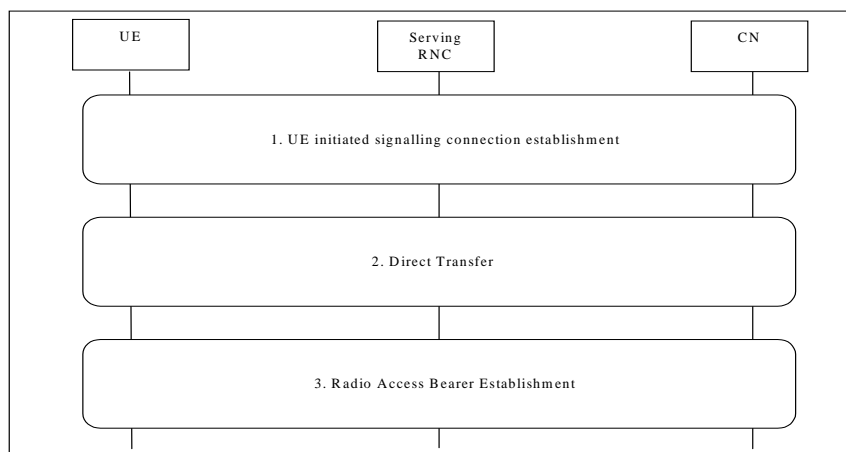 UE
Serving
RNC
CN
1. UE initiated signalling connection establishment
2. Direct Transfer
3. Radio Access Bearer Establishment